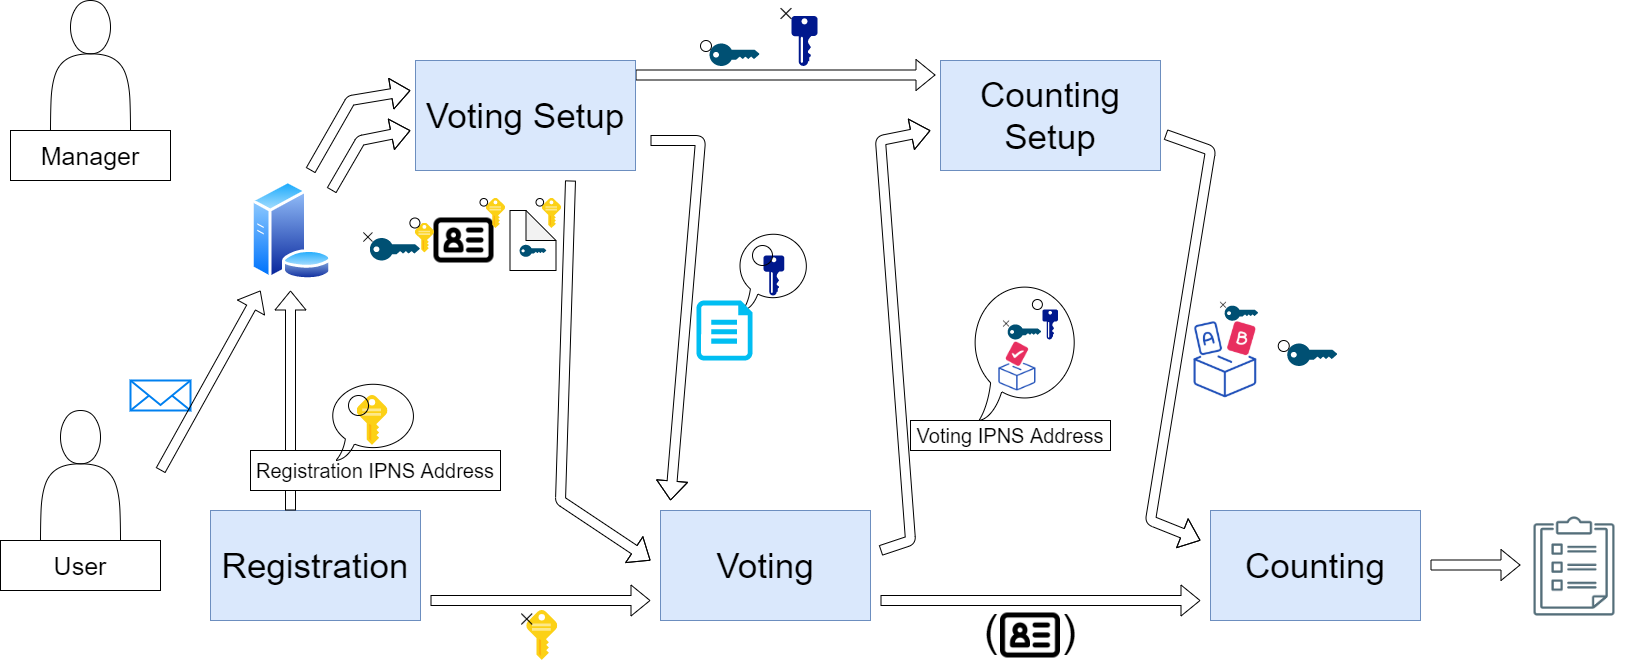 Manager
Voting Setup
Counting
Setup
A
B
Voting IPNS Address
Registration IPNS Address
User
Registration
Voting
Counting
( )